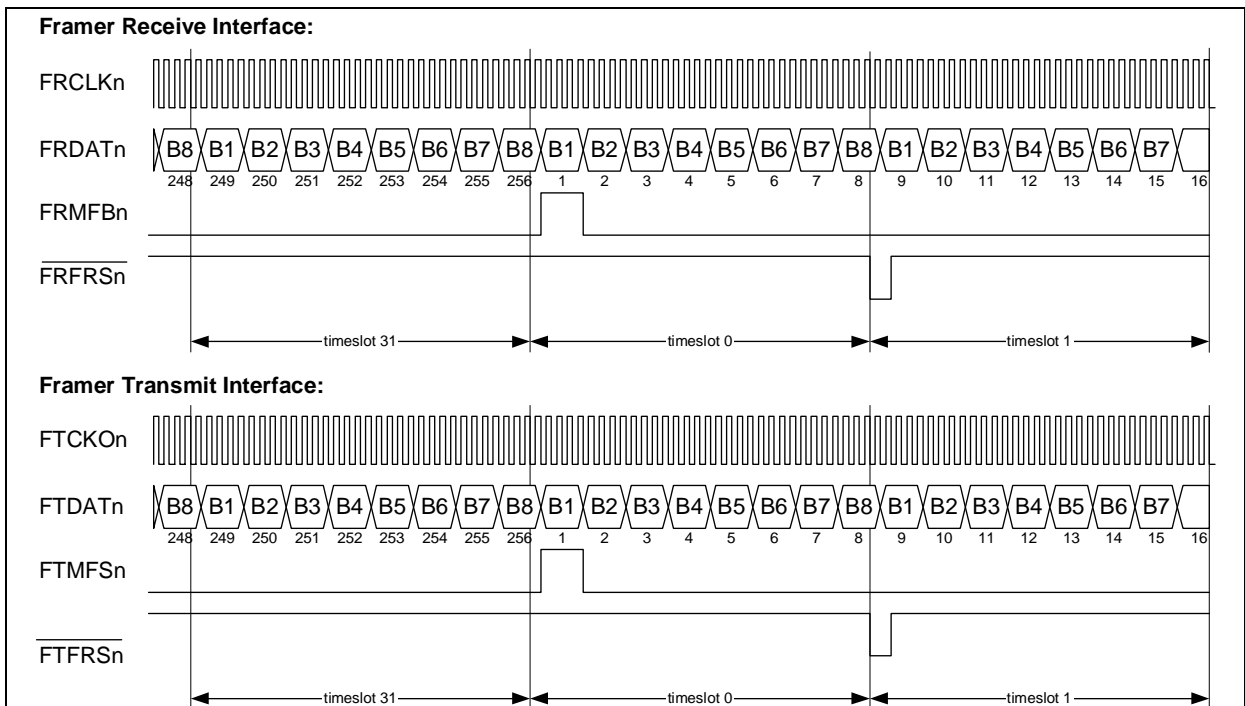 Framer Receive Interface:
FRCLKn
FRDATn B8 B1 B2 B3 B4 B5 B6 B7 B8 B1 B2 B3 B4 B5 B6 B7 B8 B1 B2 B3 B4 B5 B6 B7
248 249 250 251 252 253 254 255 256 1 2 3 4 5 6 7 8 9 10 11 12 13 14 15 16
FRMFBn
FRFRSn
timeslot 31 timeslot 0 timeslot 1
Framer Transmit Interface:
FTCKOn
FTDATn B8 B1 B2 B3 B4 B5 B6 B7 B8 B1 B2 B3 B4 B5 B6 B7 B8 B1 B2 B3 B4 B5 B6 B7
248 249 250 251 252 253 254 255 256 1 2 3 4 5 6 7 8 9 10 11 12 13 14 15 16
FTMFSn
FTFRSn
timeslot 31 timeslot 0 timeslot 1